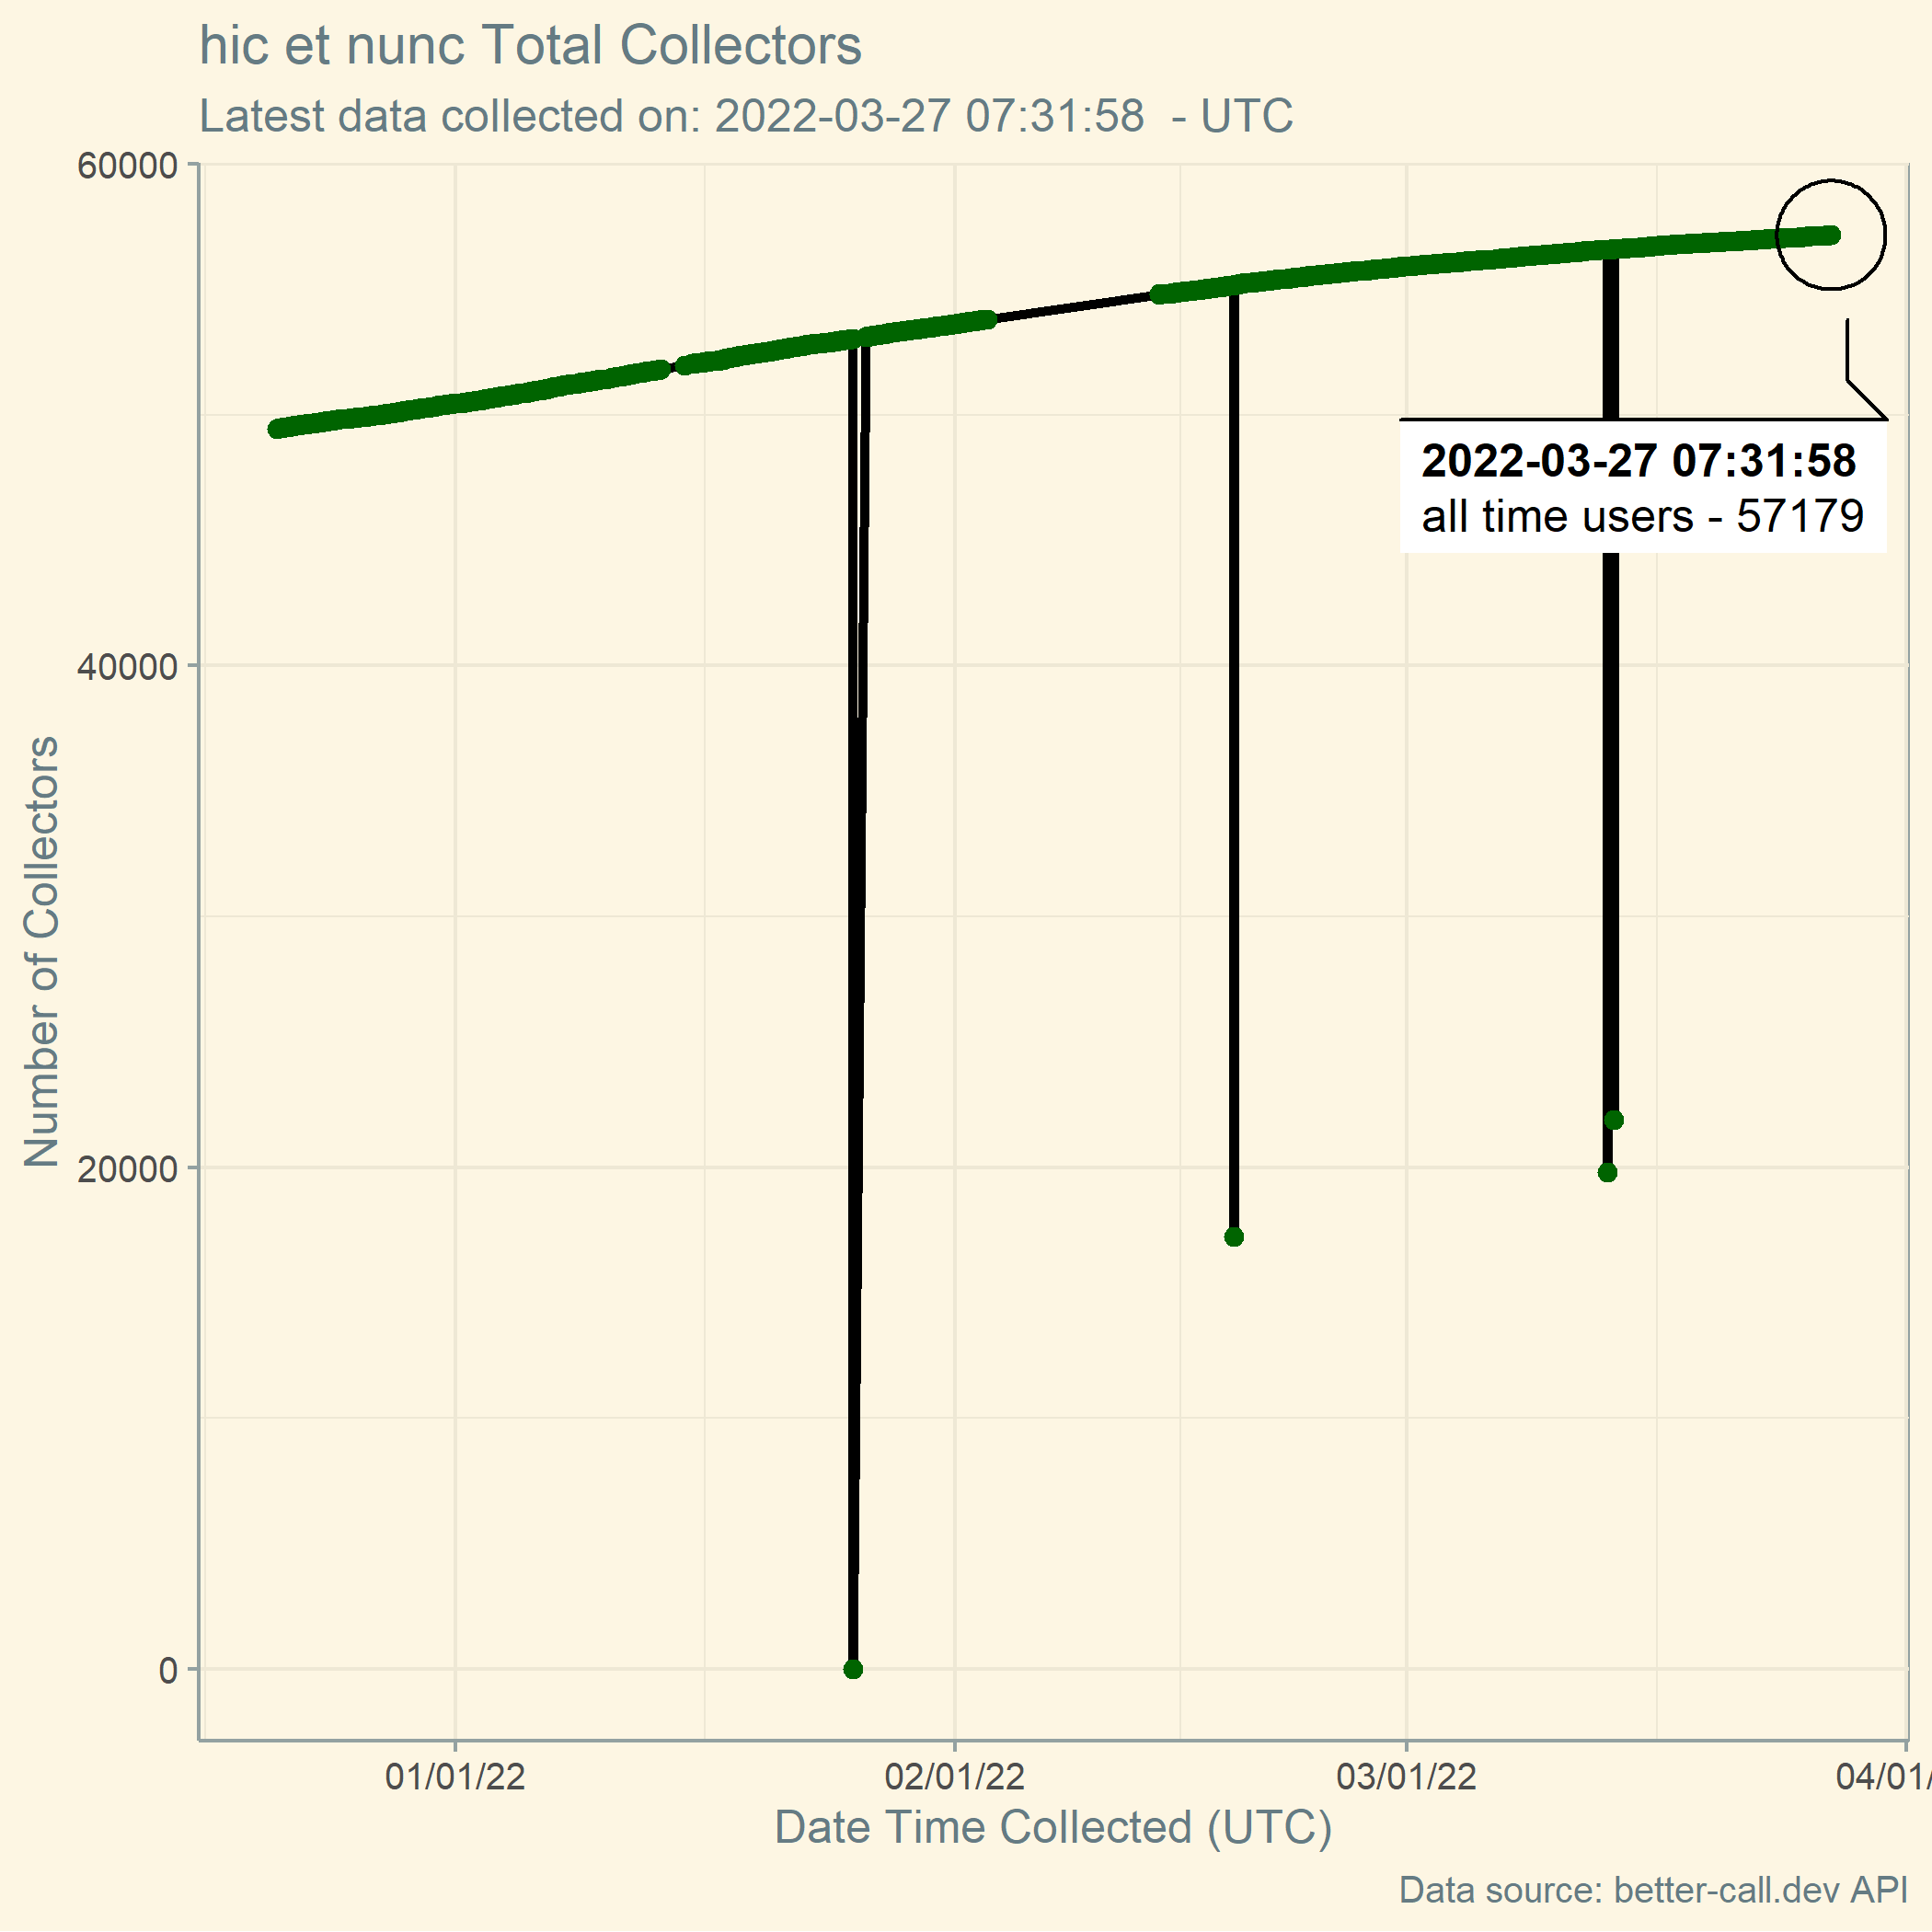 hic et nunc Total Collectors
Latest data collected on: 2022-03-27 07:31:58  - UTC
60000
40000
20000
0
Number of Collectors
2022-03-27 07:31:58
all time users - 57179
01/01/22
02/01/22
03/01/22
04/01/
Date Time Collected (UTC)
Data source: better-call.dev API